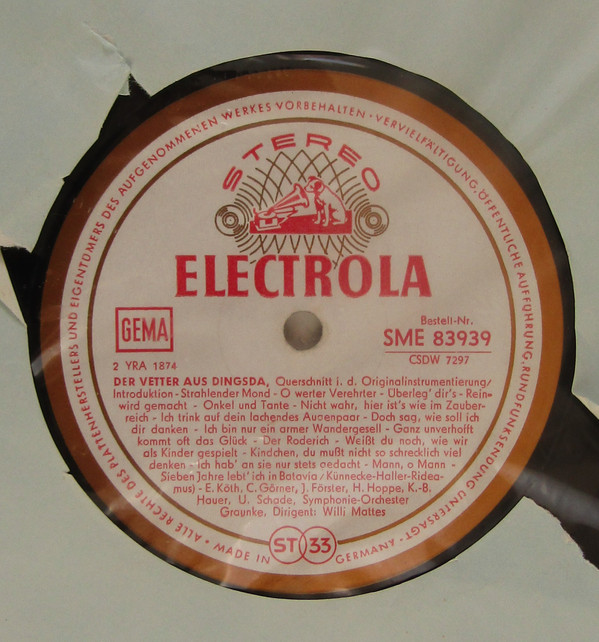 ALLE RECHTE DES PLATTENHERSTELLERS UND EIGENTÜMERS DES AUFGENOMMENEN WERKES VORBEHALTEN · VERVIELFÄLTIGUNG, ÖFFENTLICHE AUFFÜHRUNG, RUNDFUNKSENDUNG UNTERSAGT ·
STEREO
ELECTROLA
GEMA
Bestell-Nr.
SME 83939
CSDW 7297
2 YRA 1874
DER VETTER AUS DINGSDA, Querschnitt i. d. Originalinstrumentierung/
Introduktion - Strahlender Mond - O werter Verehrter - Überleg' dir's - Rein-
wird gemacht - Onkel und Tante - Nicht wahr, hier ist's wie im Zauber-
reich - Ich trink auf dein lachendes Augenpaar - Doch sag, wie soll ich
dir danken - Ich bin nur ein armer Wandergesell - Ganz unverhofft
kommt oft das Glück - Der Roderich - Weißt du noch, wie wir
als Kinder gespielt - Kindchen, du mußt nicht so schrecklich viel
denken - Ich hab' an sie nur stets gedacht - Mann, o Mann -
Sieben Jahre lebt' ich in Batavia / Künnecke-Haller-Ridea-
mus) - E. Köth, C. Görner, J. Förster, H. Hoppe, K.-B.
Hauer, U. Schade, Symphonie-Orchester
Graunke. Dirigent: Willi Mattes
MADE IN GERMANY
ST 33